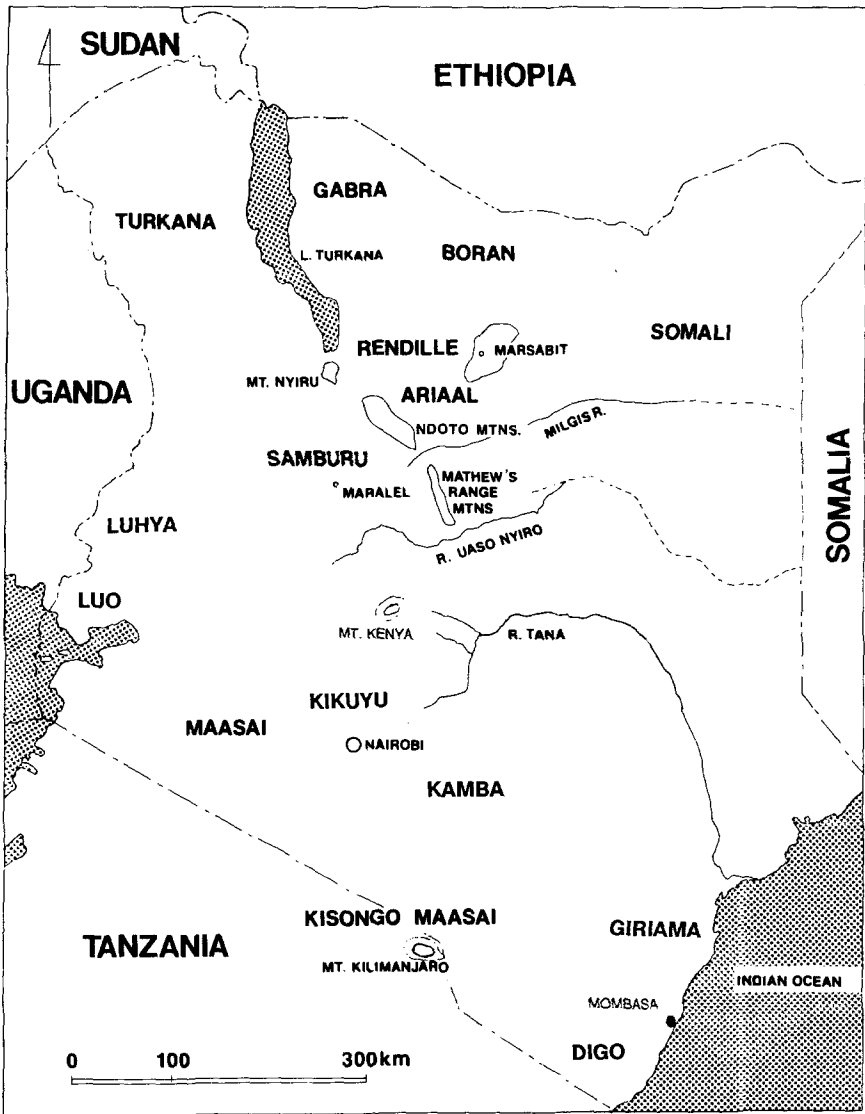 SUDAN
ETHIOPIA
GABRA
TURKANA
L. TURKANA
BORAN
SOMALI
RENDILLE
MARSABIT
MT. NYIRU
UGANDA
ARIAAL
NDOTO MTNS.
MILGIS R.
SAMBURU
MATHEW'S
RANGE
MTNS
MARALEL
SOMALIA
LUHYA
R. UASO NYIRO
LUO
MT. KENYA
R. TANA
KIKUYU
MAASAI
NAIROBI
KAMBA
KISONGO MAASAI
GIRIAMA
TANZANIA
MT. KILIMANJARO
INDIAN OCEAN
MOMBASA
DIGO
0 100 300km